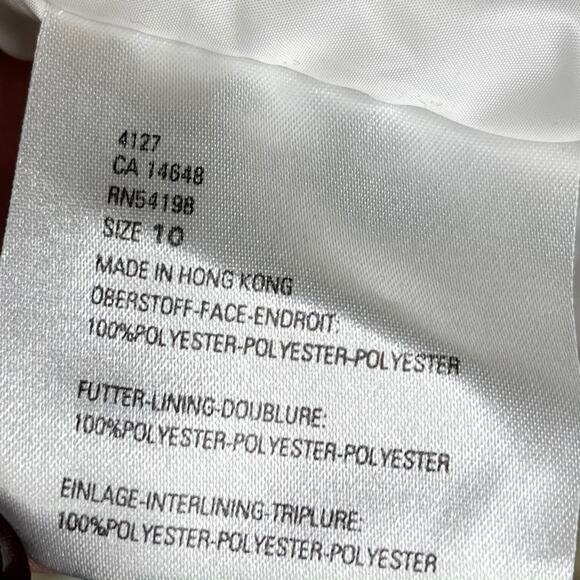 4127
CA 14648
RN54198
SIZE 10
MADE IN HONG KONG
OBERSTOFF-FACE-ENDROIT:
100%POLYESTER-POLYESTER-POLYESTER
FUTTER-LINING-DOUBLURE:
100%POLYESTER-POLYESTER-POLYESTER
EINLAGE-INTERLINING-TRIPLURE:
100%POLYESTER-POLYESTER-POLYESTER